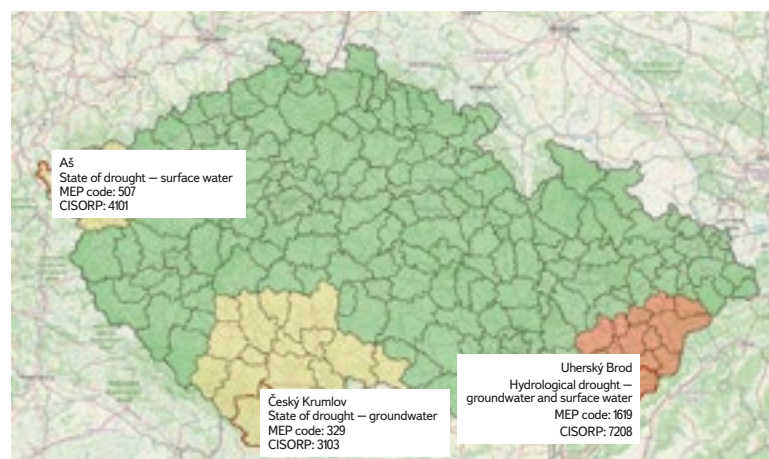 Aš
State of drought — surface water
MEP code: 507
CISORP: 4101
Český Krumlov
State of drought — groundwater
MEP code: 329
CISORP: 3103
Uherský Brod
Hydrological drought —
groundwater and surface water
MEP code: 1619
CISORP: 7208